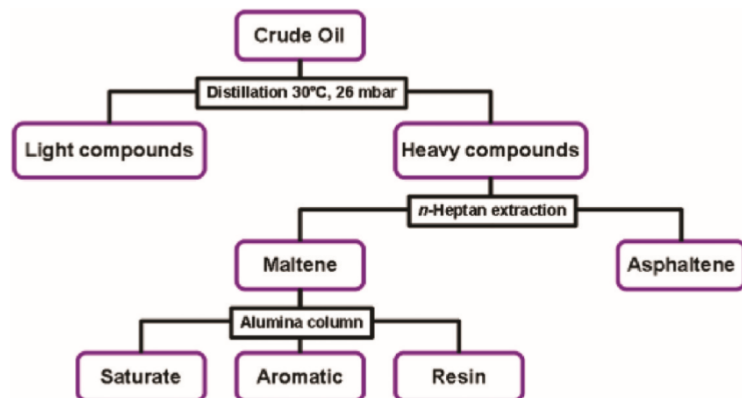 Crude Oil
Distillation 30°C, 26 mbar
Light compounds
Heavy compounds
n-Heptan extraction
Maltene
Asphaltene
Alumina column
Saturate
Aromatic
Resin